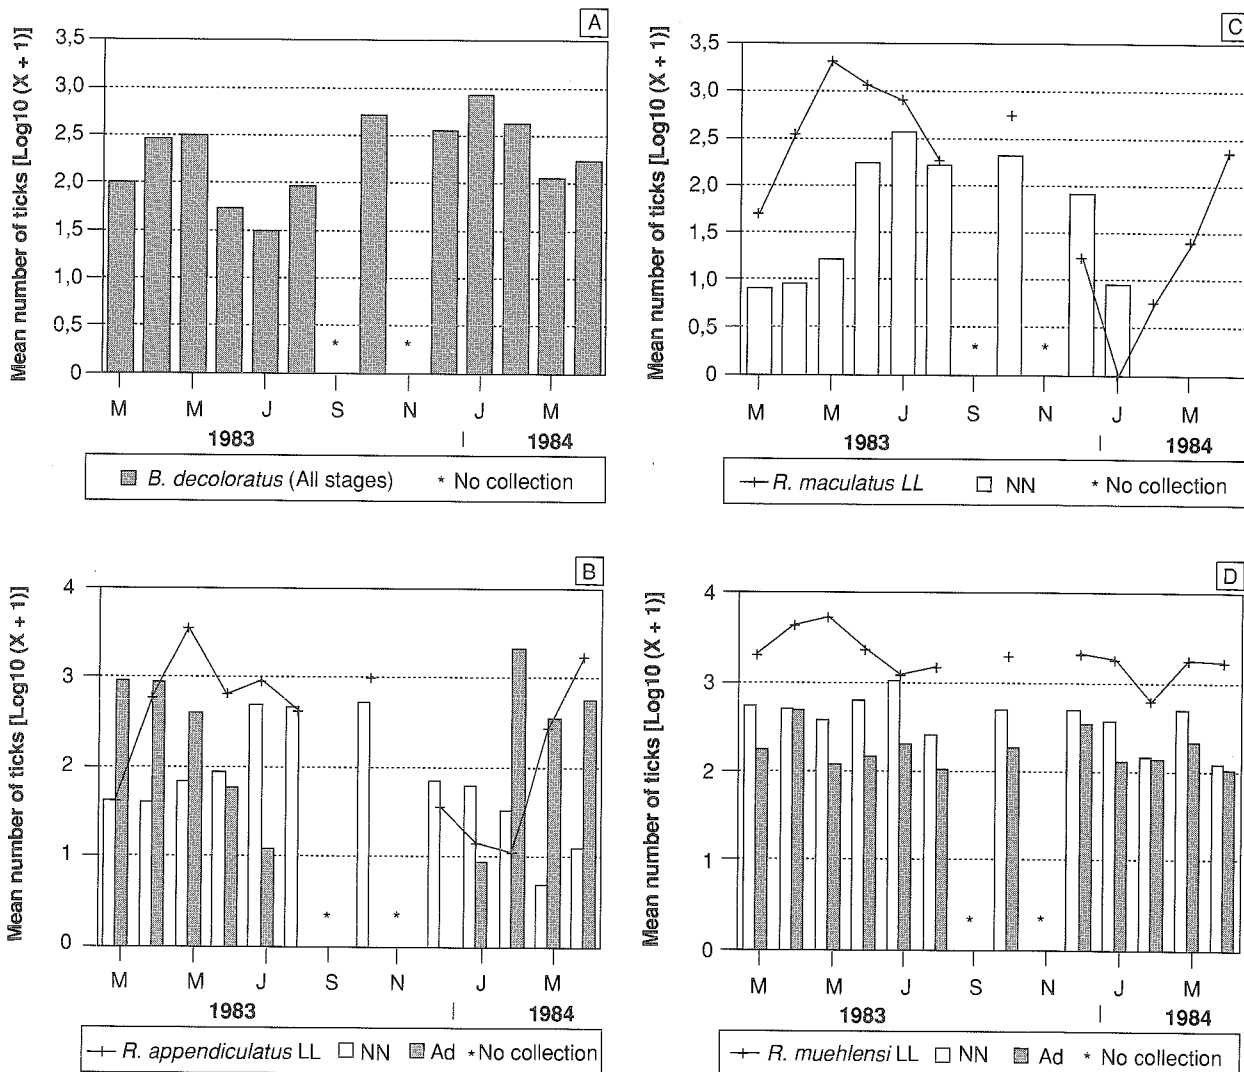 A
Mean number of ticks [Log10 (X + 1)]
3,5
3,0
2,5
2,0
1,5
1,0
0,5
0
* *
M M J S N J M
1983 | 1984
B. decoloratus (All stages) * No collection
C
Mean number of ticks [Log10 (X + 1)]
3,5
3,0
2,5
2,0
1,5
1,0
0,5
0
* *
M M J S N J M
1983 | 1984
R. maculatus LL NN * No collection
B
Mean number of ticks [Log10 (X + 1)]
4
3
2
1
0
* *
M M J S N J M
1983 | 1984
R. appendiculatus LL NN Ad *No collection
D
Mean number of ticks [Log10 (X + 1)]
4
3
2
1
0
* *
M M J S N J M
1983 | 1984
R. muehlensi LL NN Ad * No collection